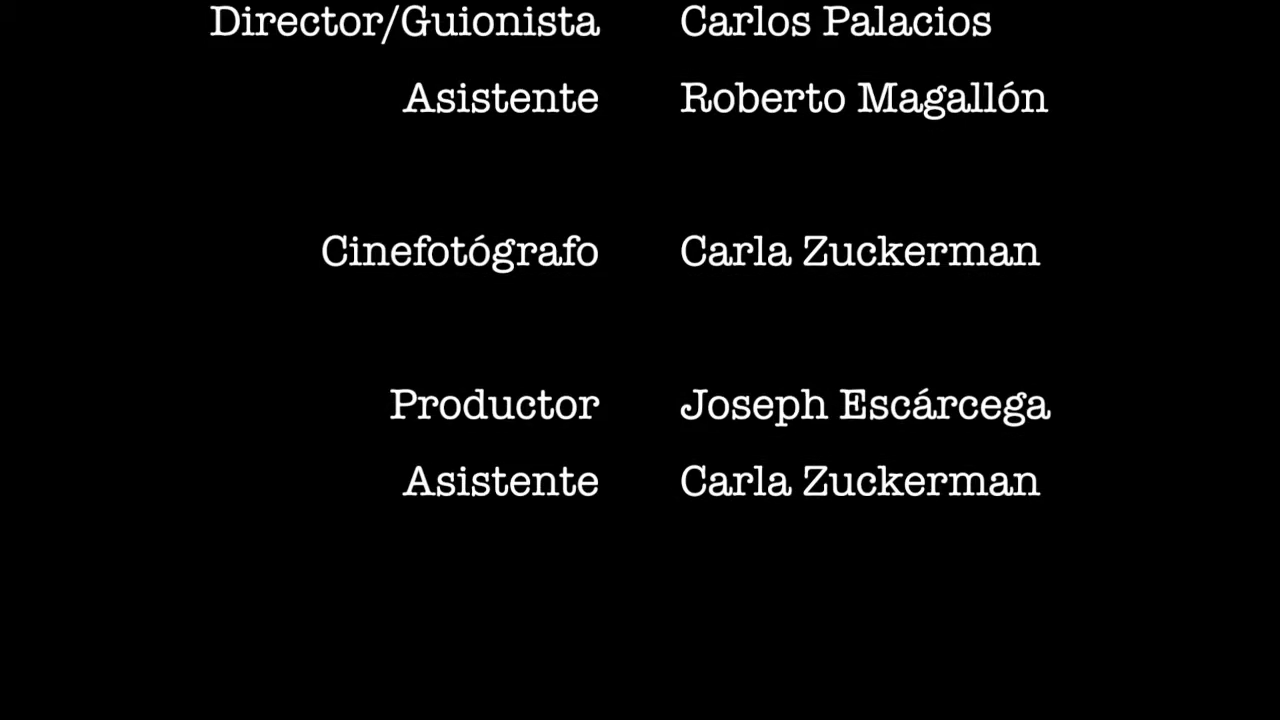 Director/Guionista Carlos Palacios
Asistente Roberto Magallón
Cinefotógrafo Carla Zuckerman
Productor Joseph Escárcega
Asistente Carla Zuckerman